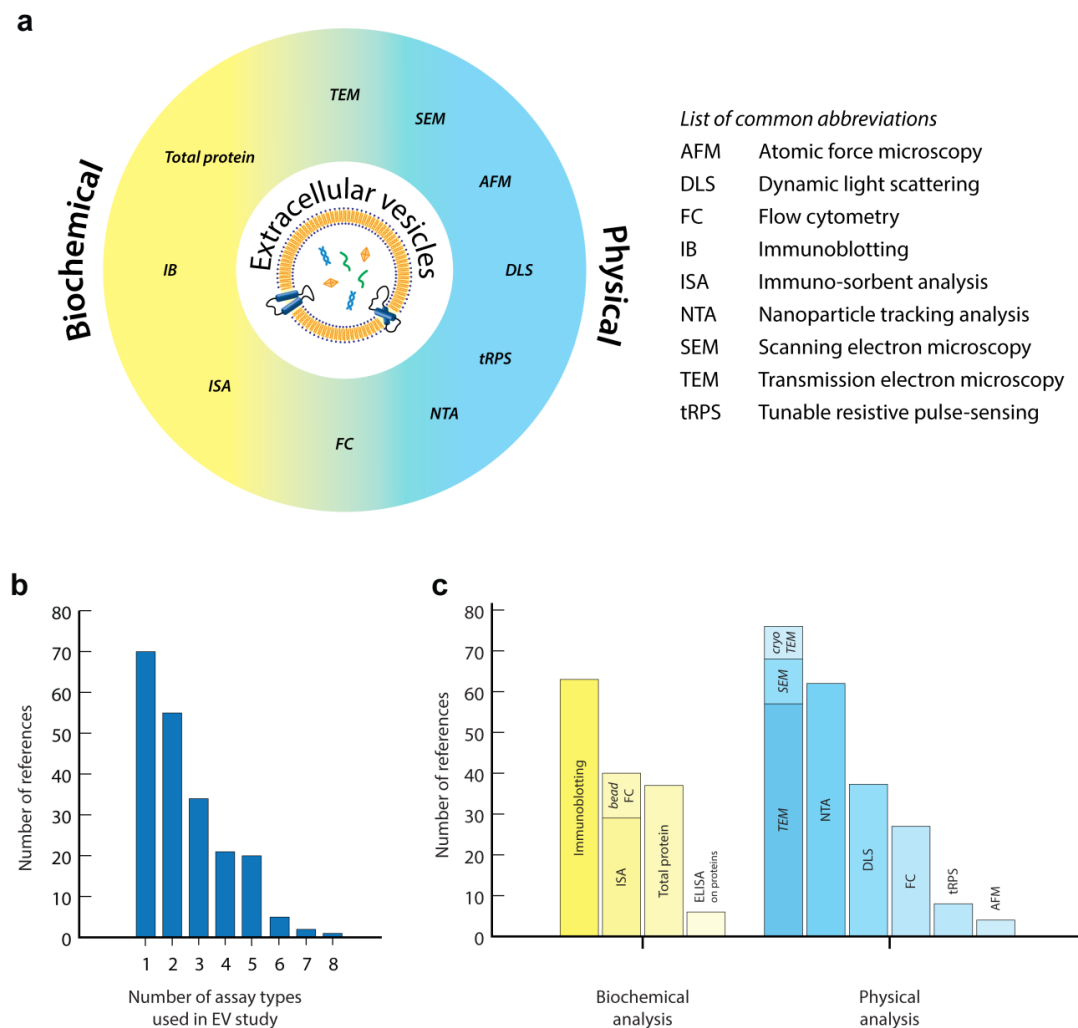 a
Biochemical
Physical
Extracellular vesicles
TEM
SEM
Total protein
AFM
IB
DLS
ISA
tRPS
NTA
FC
List of common abbreviations
AFM Atomic force microscopy
DLS Dynamic light scattering
FC Flow cytometry
IB Immunoblotting
ISA Immuno-sorbent analysis
NTA Nanoparticle tracking analysis
SEM Scanning electron microscopy
TEM Transmission electron microscopy
tRPS Tunable resistive pulse-sensing
b
Number of references
80
70
60
50
40
30
20
10
0
1 2 3 4 5 6 7 8
Number of assay types
used in EV study
c
Number of references
80
70
60
50
40
30
20
10
0
Immunoblotting
bead
FC
ISA
Total protein
ELISA
on proteins
cryo
TEM
SEM
TEM
NTA
DLS
FC
tRPS
AFM
Biochemical
analysis
Physical
analysis